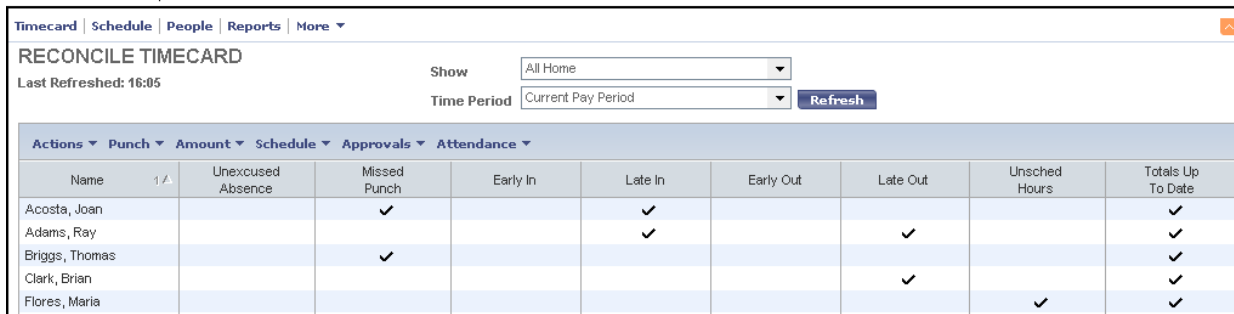 Timecard | Schedule | People | Reports | More ▼
RECONCILE TIMECARD
Last Refreshed: 16:05
Show All Home
Time Period Current Pay Period Refresh
Actions ▼ Punch ▼ Amount ▼ Schedule ▼ Approvals ▼ Attendance ▼
Name 1 Unexcused Absence Missed Punch Early In Late In Early Out Late Out Unsched Hours Totals Up To Date
Acosta, Joan ✓ ✓ ✓
Adams, Ray ✓ ✓ ✓
Briggs, Thomas ✓ ✓
Clark, Brian ✓ ✓
Flores, Maria ✓ ✓